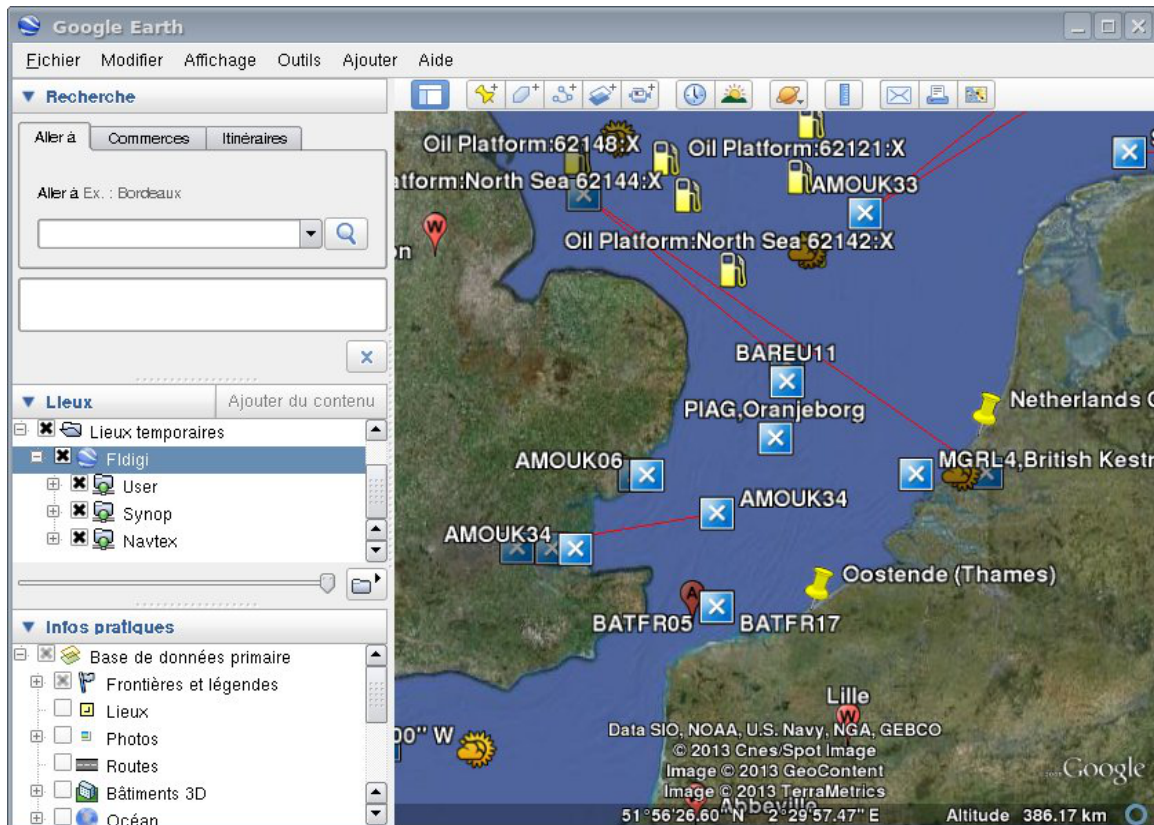 Google Earth
Fichier Modifier Affichage Outils Ajouter Aide
Recherche
Aller à Commerces Itinéraires
Aller à Ex. : Bordeaux
Lieux Ajouter du contenu
Lieux temporaires
Fldigi
User
Synop
Navtex
Infos pratiques
Base de données primaire
Frontières et légendes
Lieux
Photos
Routes
Bâtiments 3D
Océan
Oil Platform:62148:X
Oil Platform:62121:X
atform:North Sea 62144:X
AMOUK33
W
on
Oil Platform:North Sea 62142:X
BAREU11
PIAG,Oranjeborg
Netherlands
AMOUK06
MGRL4,British Kestr
AMOUK34
AMOUK34
Oostende (Thames)
A
BATFR05
BATFR17
Lille
W
00" W
Data SIO, NOAA, U.S. Navy, NGA, GEBCO
© 2013 Cnes/Spot Image
Image © 2013 GeoContent
Image © 2013 TerraMetrics
Google
Abbeville
51°56'26.60" N 2°29'57.47" E Altitude 386.17 km